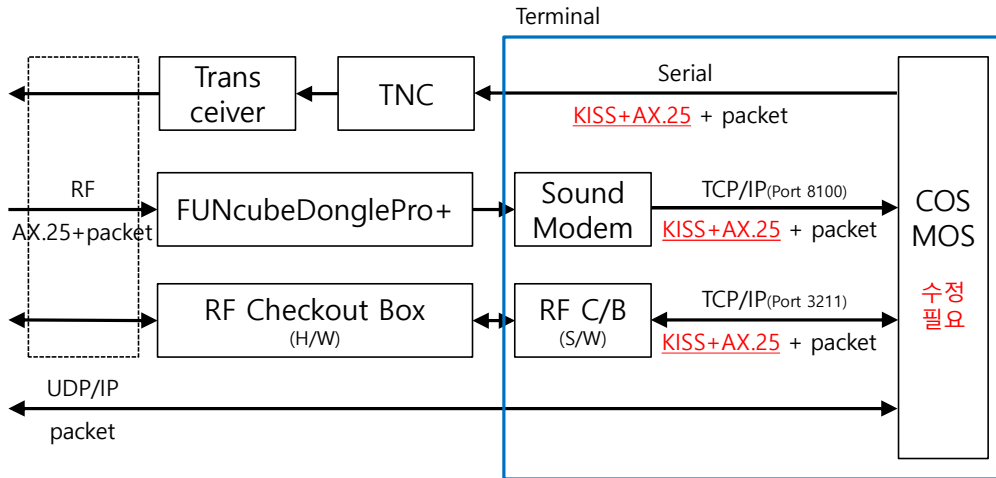 Terminal
Trans
ceiver
TNC
Serial
KISS+AX.25 + packet
RF
AX.25+packet
FUNcubeDonglePro+
Sound
Modem
TCP/IP(Port 8100)
KISS+AX.25 + packet
COS
MOS
수정
필요
RF Checkout Box
(H/W)
RF C/B
(S/W)
TCP/IP(Port 3211)
KISS+AX.25 + packet
UDP/IP
packet